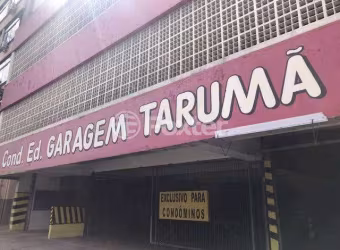 Cond. Ed. GARAGEM TARUMÃ
EXCLUSIVO PARA
CONDÔMINOS